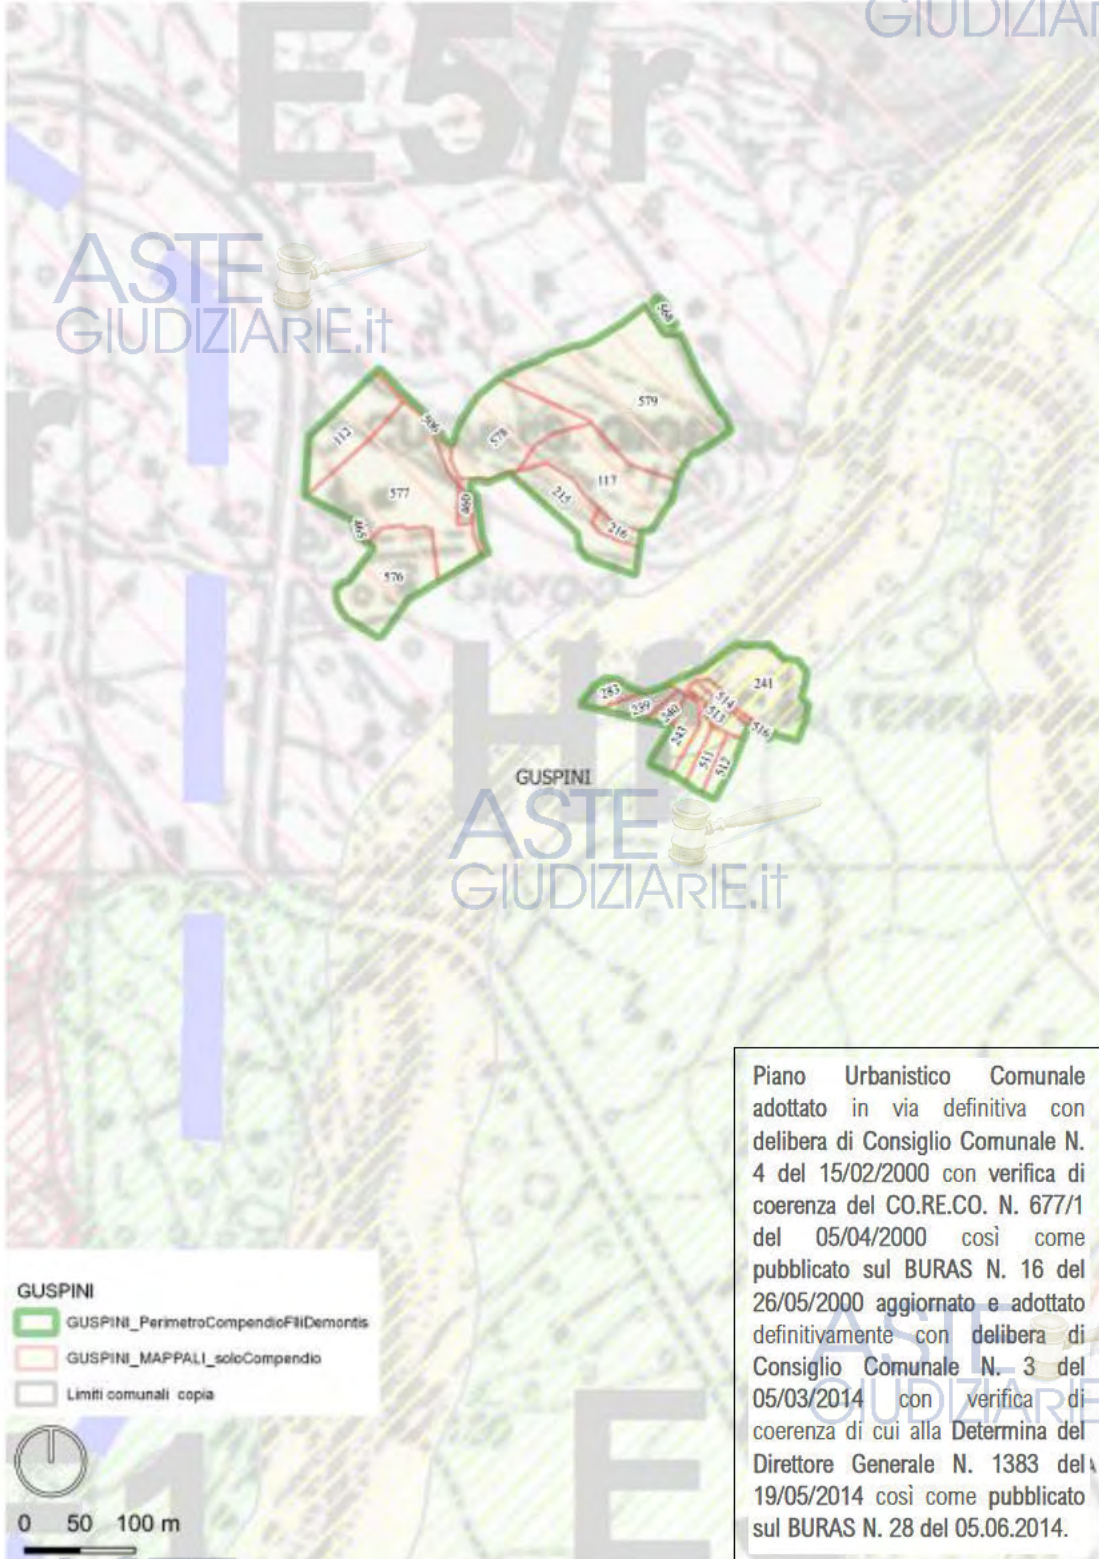 GIUDIZIAR
E5/r
ASTE
GIUDIZIARIE.it
568
579
112
506
578
577
117
215
460
216
465
576
Hf
241
283
299
240
514
513
516
243
511
512
GUSPINI
ASTE
GIUDIZIARIE.it
Piano Urbanistico Comunale
adottato in via definitiva con
delibera di Consiglio Comunale N.
4 del 15/02/2000 con verifica di
coerenza del CO.RE.CO. N. 677/1
del 05/04/2000 così come
pubblicato sul BURAS N. 16 del
26/05/2000 aggiornato e adottato
definitivamente con delibera di
Consiglio Comunale N. 3 del
05/03/2014 con verifica di
coerenza di cui alla Determina del
Direttore Generale N. 1383 del
19/05/2014 così come pubblicato
sul BURAS N. 28 del 05.06.2014.
ASTE
GIUDIZIARIE
GUSPINI
GUSPINI_PerimetroCompendioFlliDemontis
GUSPINI_MAPPALI_soloCompendio
Limiti comunali copia
0 50 100 m
E